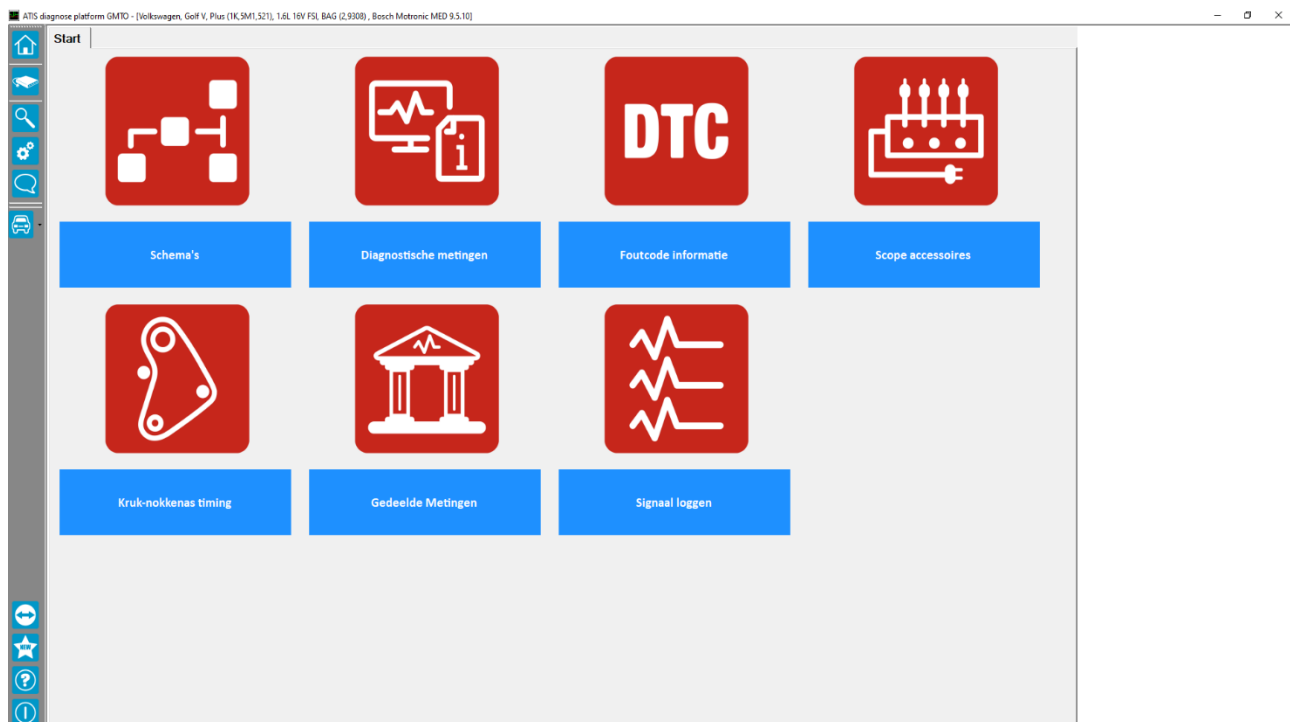 ATIS diagnose platform GMTO - [Volkswagen, Golf V, Plus (1K,5M1,521), 1.6L 16V FSI, BAG (2,9308) , Bosch Motronic MED 9.5.10]
Start
DTC
i
Schema's
Diagnostische metingen
Foutcode informatie
Scope accessoires
Kruk-nokkenas timing
Gedeelde Metingen
Signaal loggen
NEW
?